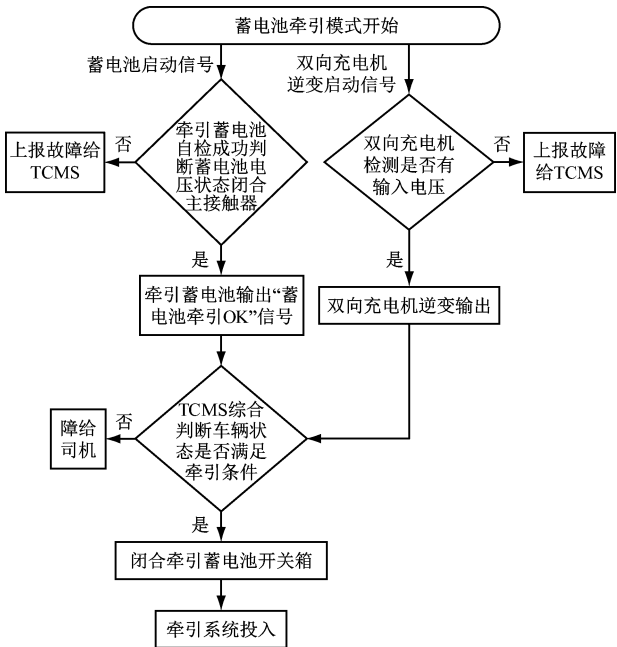 蓄电池牵引模式开始
蓄电池启动信号
双向充电机
逆变启动信号
牵引蓄电池
自检成功判
断蓄电池电
压状态闭合
主接触器
否
上报故障给
TCMS
双向充电机
检测是否有
输入电压
否
上报故障
给TCMS
是
是
牵引蓄电池输出“蓄
电池牵引OK”信号
双向充电机逆变输出
TCMS综合
判断车辆状
态是否满足
牵引条件
否
障给
司机
是
闭合牵引蓄电池开关箱
牵引系统投入